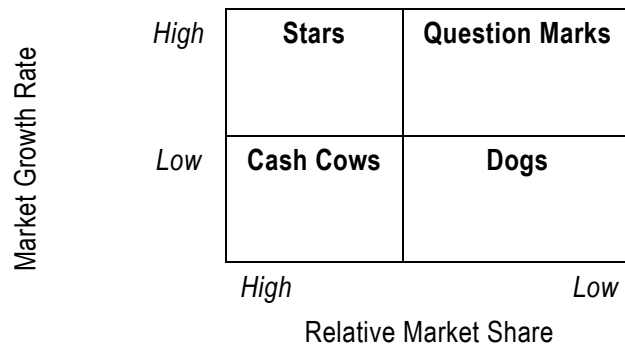 Market Growth Rate
High
Stars
Question Marks
Low
Cash Cows
Dogs
High
Low
Relative Market Share